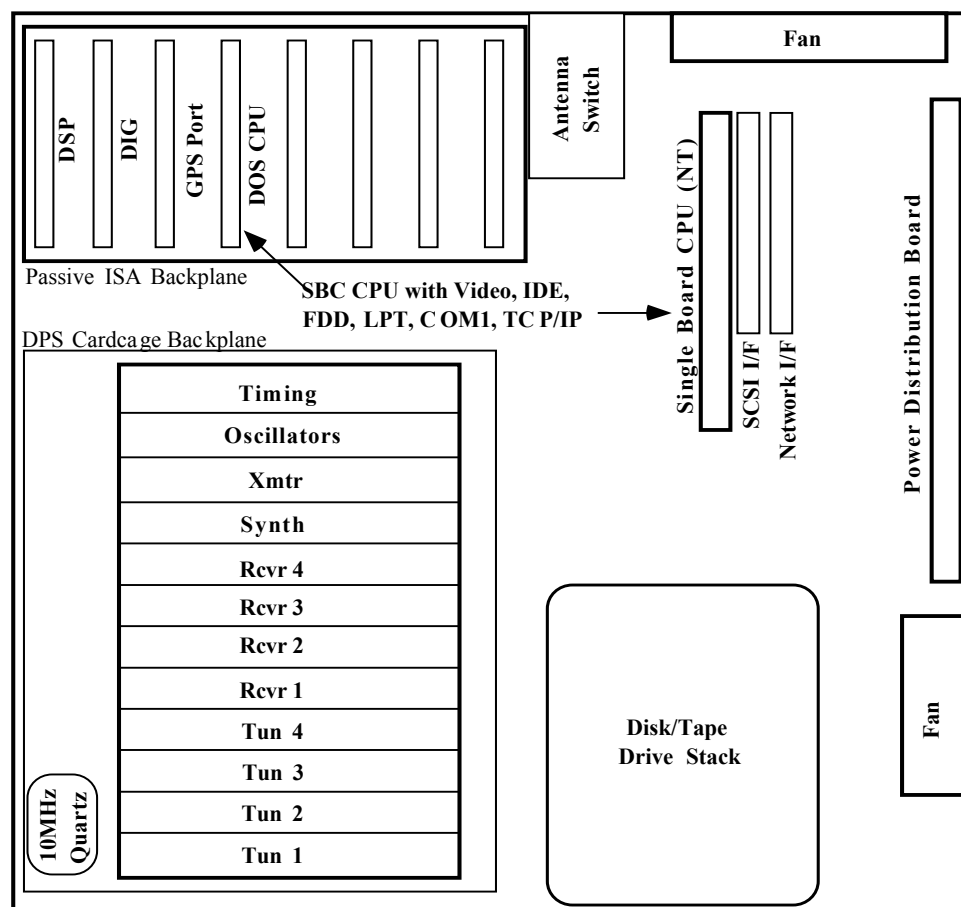 DSP
DIG
GPS Port
DOS CPU
Antenna
Switch
Fan
Passive ISA Backplane
SBC CPU with Video, IDE,
FDD, LPT, COM1, TCP/IP
Single Board CPU (NT)
SCSI I/F
Network I/F
Power Distribution Board
DPS Cardcage Backplane
Timing
Oscillators
Xmtr
Synth
Rcvr 4
Rcvr 3
Rcvr 2
Rcvr 1
Tun 4
Tun 3
Tun 2
Tun 1
10MHz
Quartz
Disk/Tape
Drive Stack
Fan